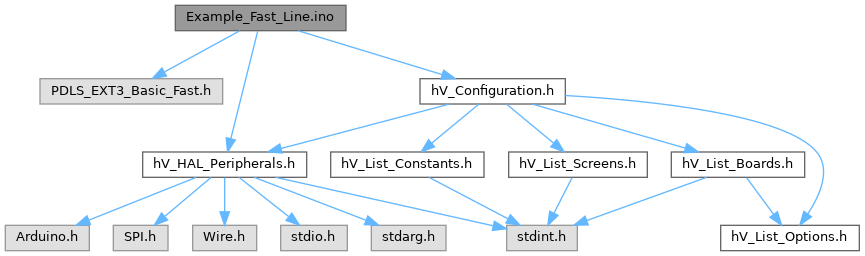 Example_Fast_Line.ino
PDLS_EXT3_Basic_Fast.h
hV_Configuration.h
hV_HAL_Peripherals.h
hV_List_Constants.h
hV_List_Screens.h
hV_List_Boards.h
Arduino.h
SPI.h
Wire.h
stdio.h
stdarg.h
stdint.h
hV_List_Options.h